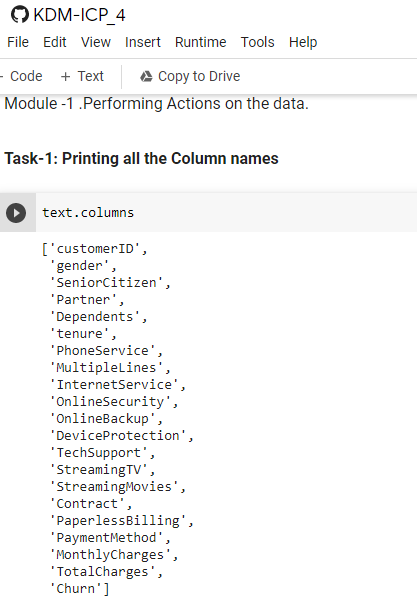 KDM-ICP_4
File Edit View Insert Runtime Tools Help
Code + Text Copy to Drive
Module -1 .Performing Actions on the data.
Task-1: Printing all the Column names
text.columns
['customerID',
'gender',
'SeniorCitizen',
'Partner',
'Dependents',
'tenure',
'PhoneService',
'MultipleLines',
'InternetService',
'OnlineSecurity',
'OnlineBackup',
'DeviceProtection',
'TechSupport',
'StreamingTV',
'StreamingMovies',
'Contract',
'PaperlessBilling',
'PaymentMethod',
'MonthlyCharges',
'TotalCharges',
'Churn']